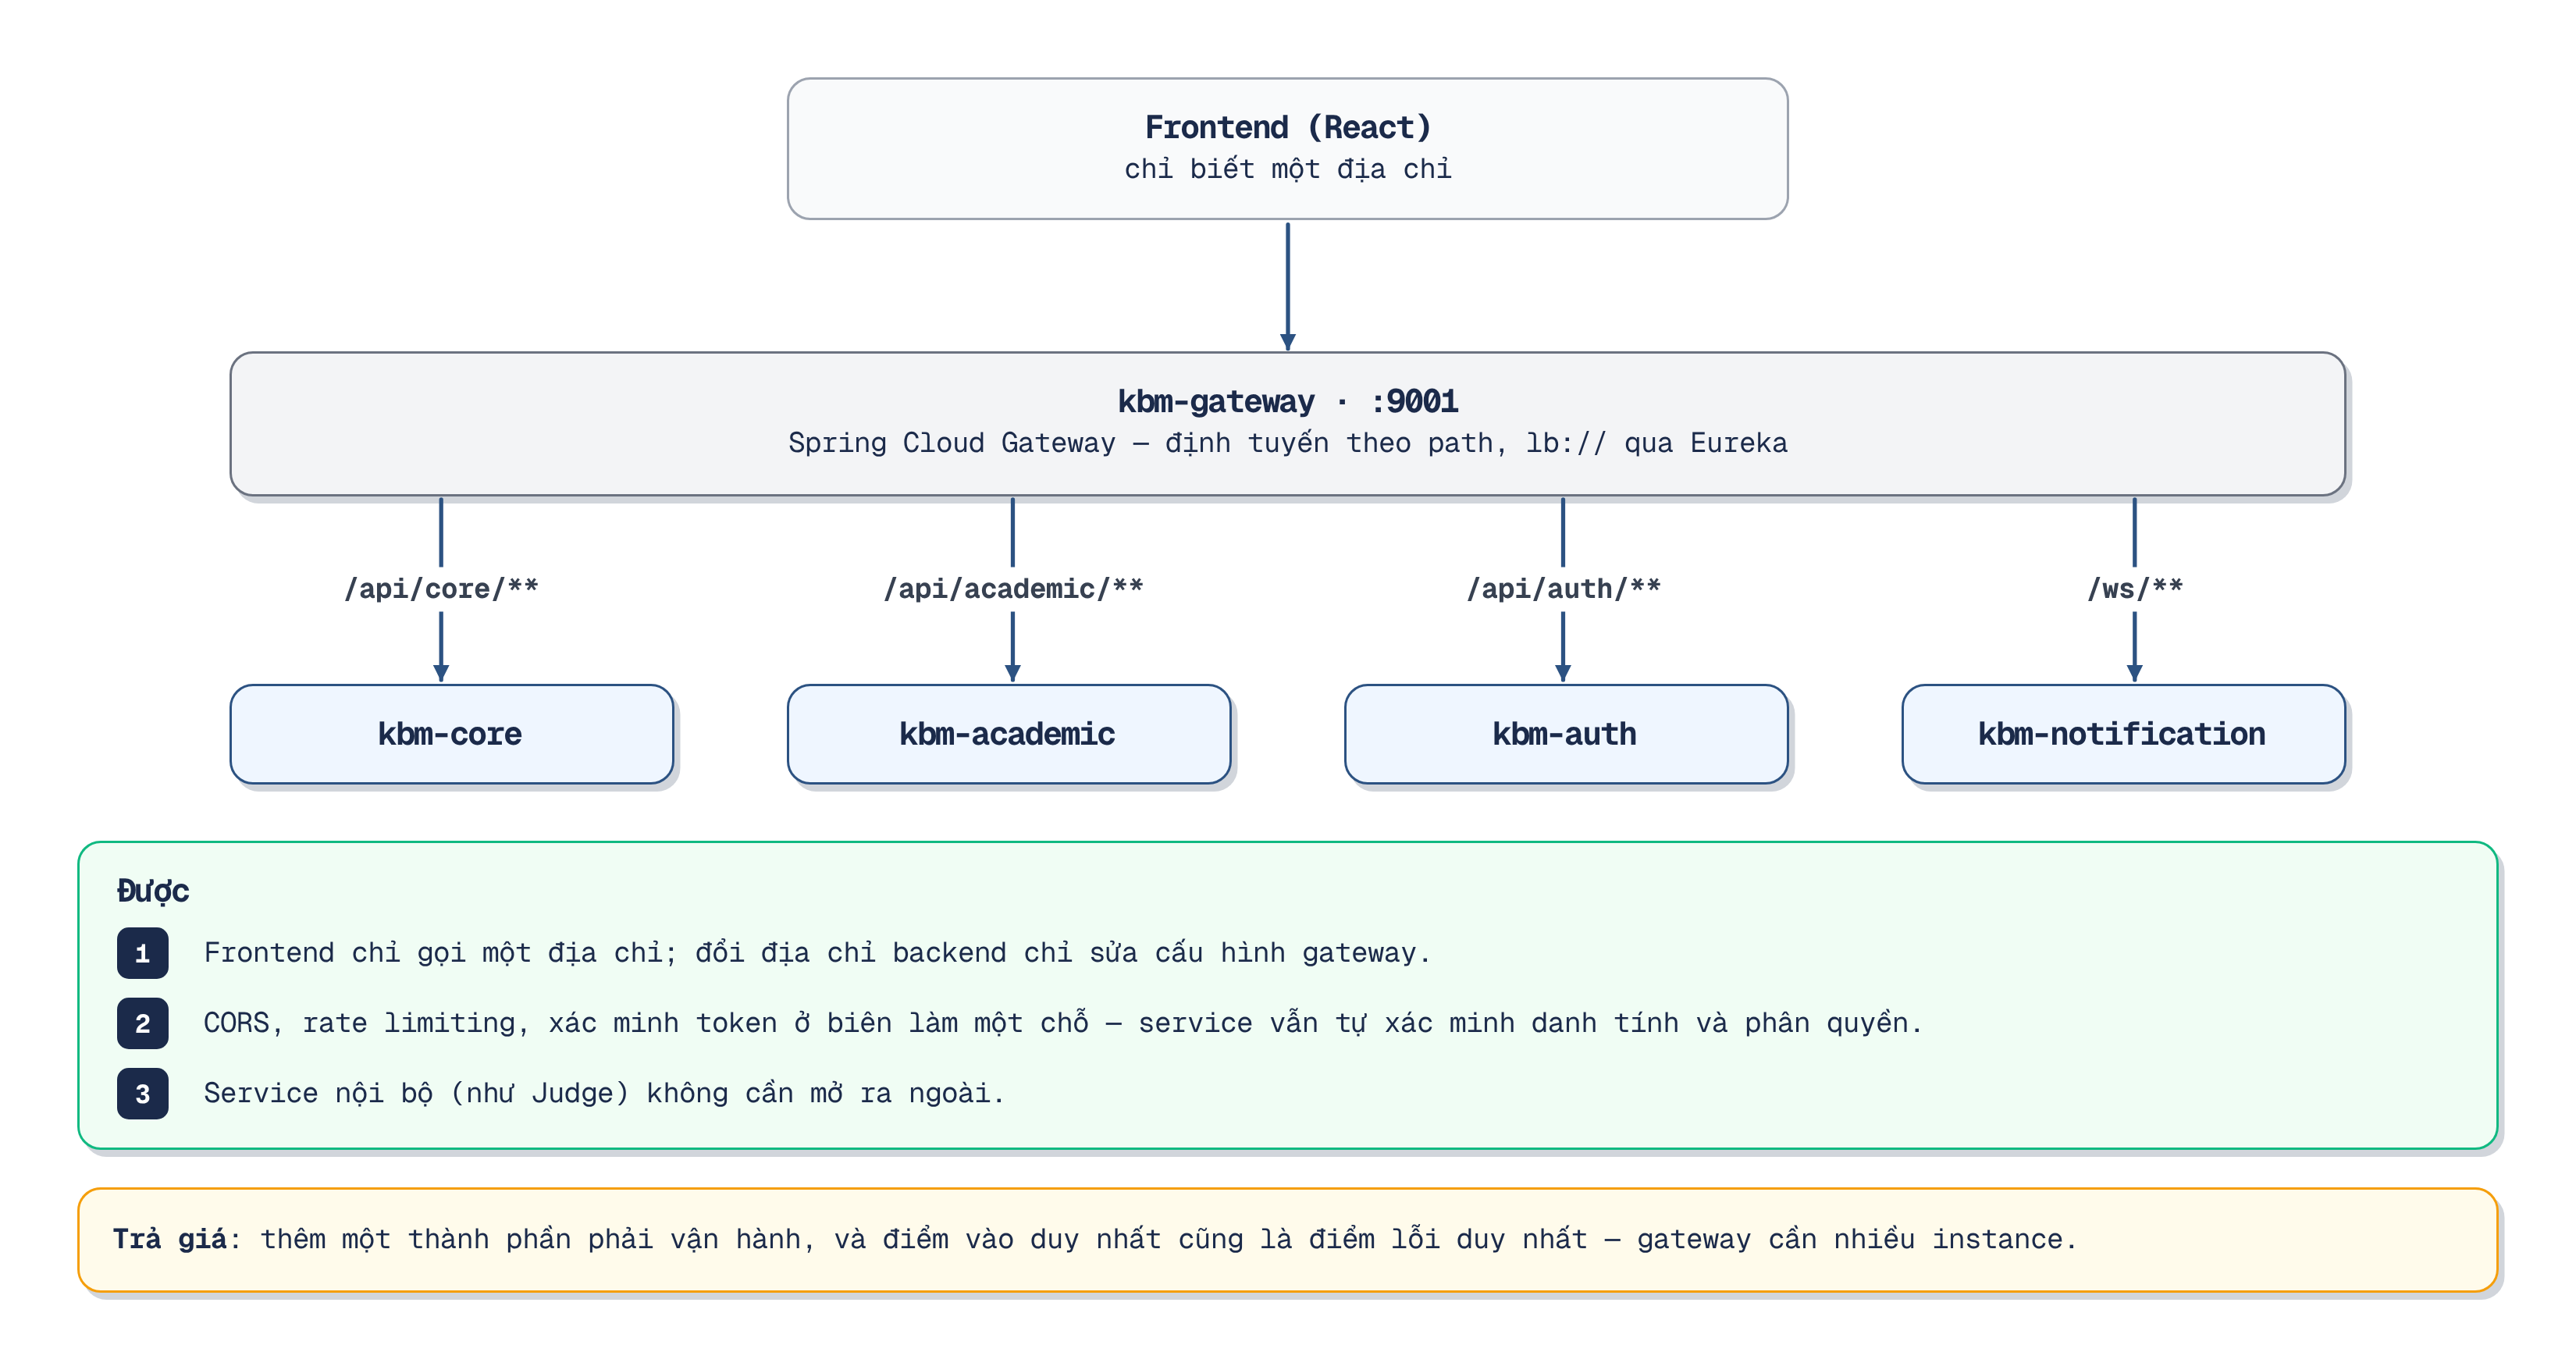 Frontend (React)
chỉ biết một địa chỉ
kbm-gateway · :9001
Spring Cloud Gateway — định tuyến theo path, lb:// qua Eureka
/api/core/**
/api/academic/**
/api/auth/**
/ws/**
kbm-core
kbm-academic
kbm-auth
kbm-notification
Được
1 Frontend chỉ gọi một địa chỉ; đổi địa chỉ backend chỉ sửa cấu hình gateway.
2 CORS, rate limiting, xác minh token ở biên làm một chỗ — service vẫn tự xác minh danh tính và phân quyền.
3 Service nội bộ (như Judge) không cần mở ra ngoài.
Trả giá: thêm một thành phần phải vận hành, và điểm vào duy nhất cũng là điểm lỗi duy nhất — gateway cần nhiều instance.